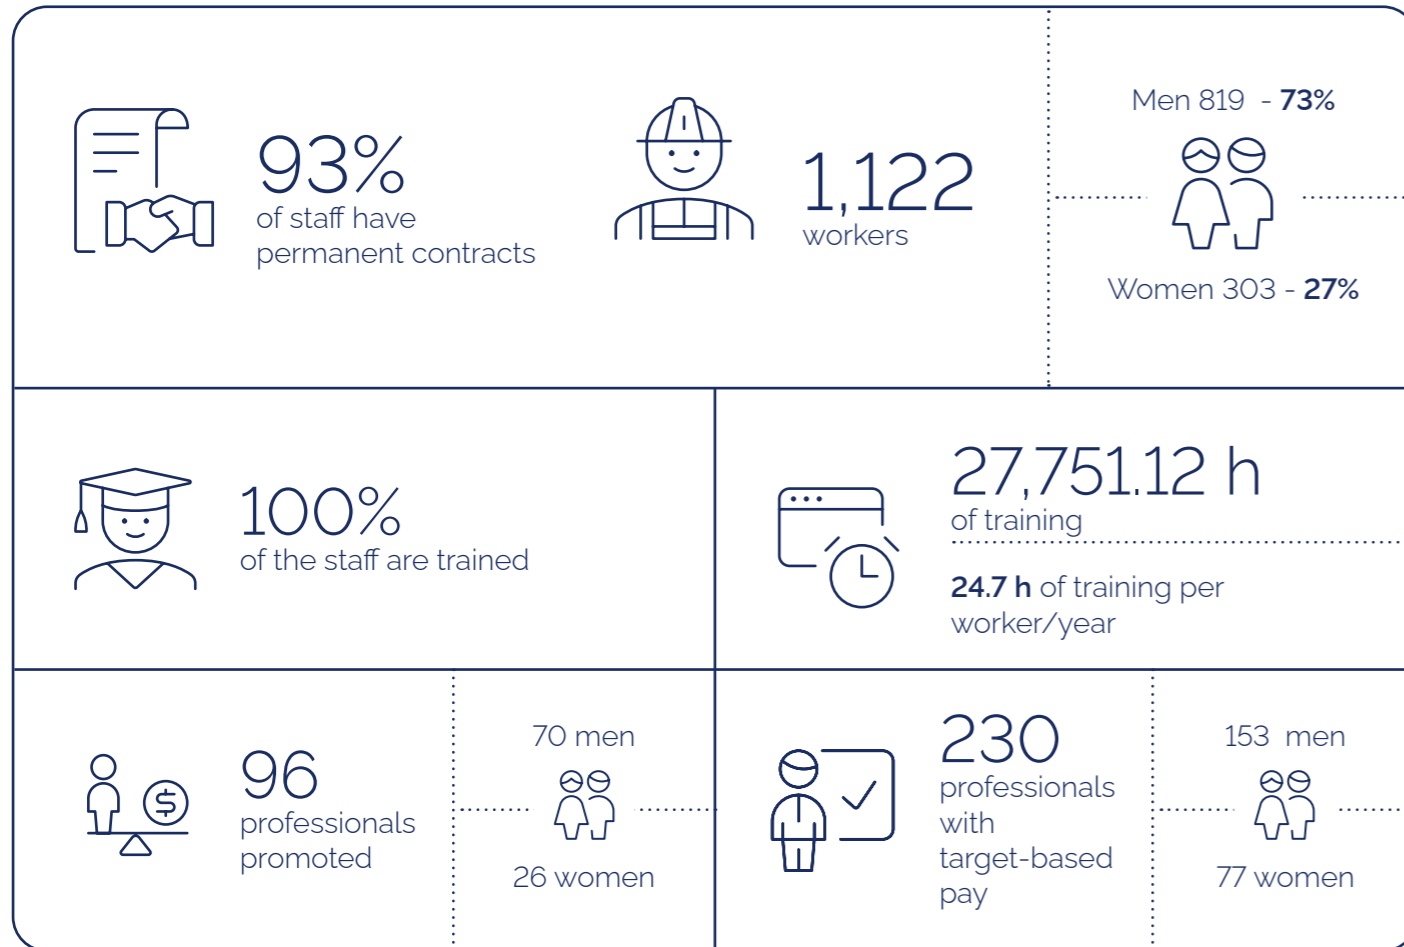 93%
of staff have
permanent contracts
1,122
workers
Men 819 - 73%
Women 303 - 27%
100%
of the staff are trained
27,751.12 h
of training
24.7 h of training per
worker/year
96
professionals
promoted
70 men
26 women
$
230
professionals
with
target-based
pay
153 men
77 women